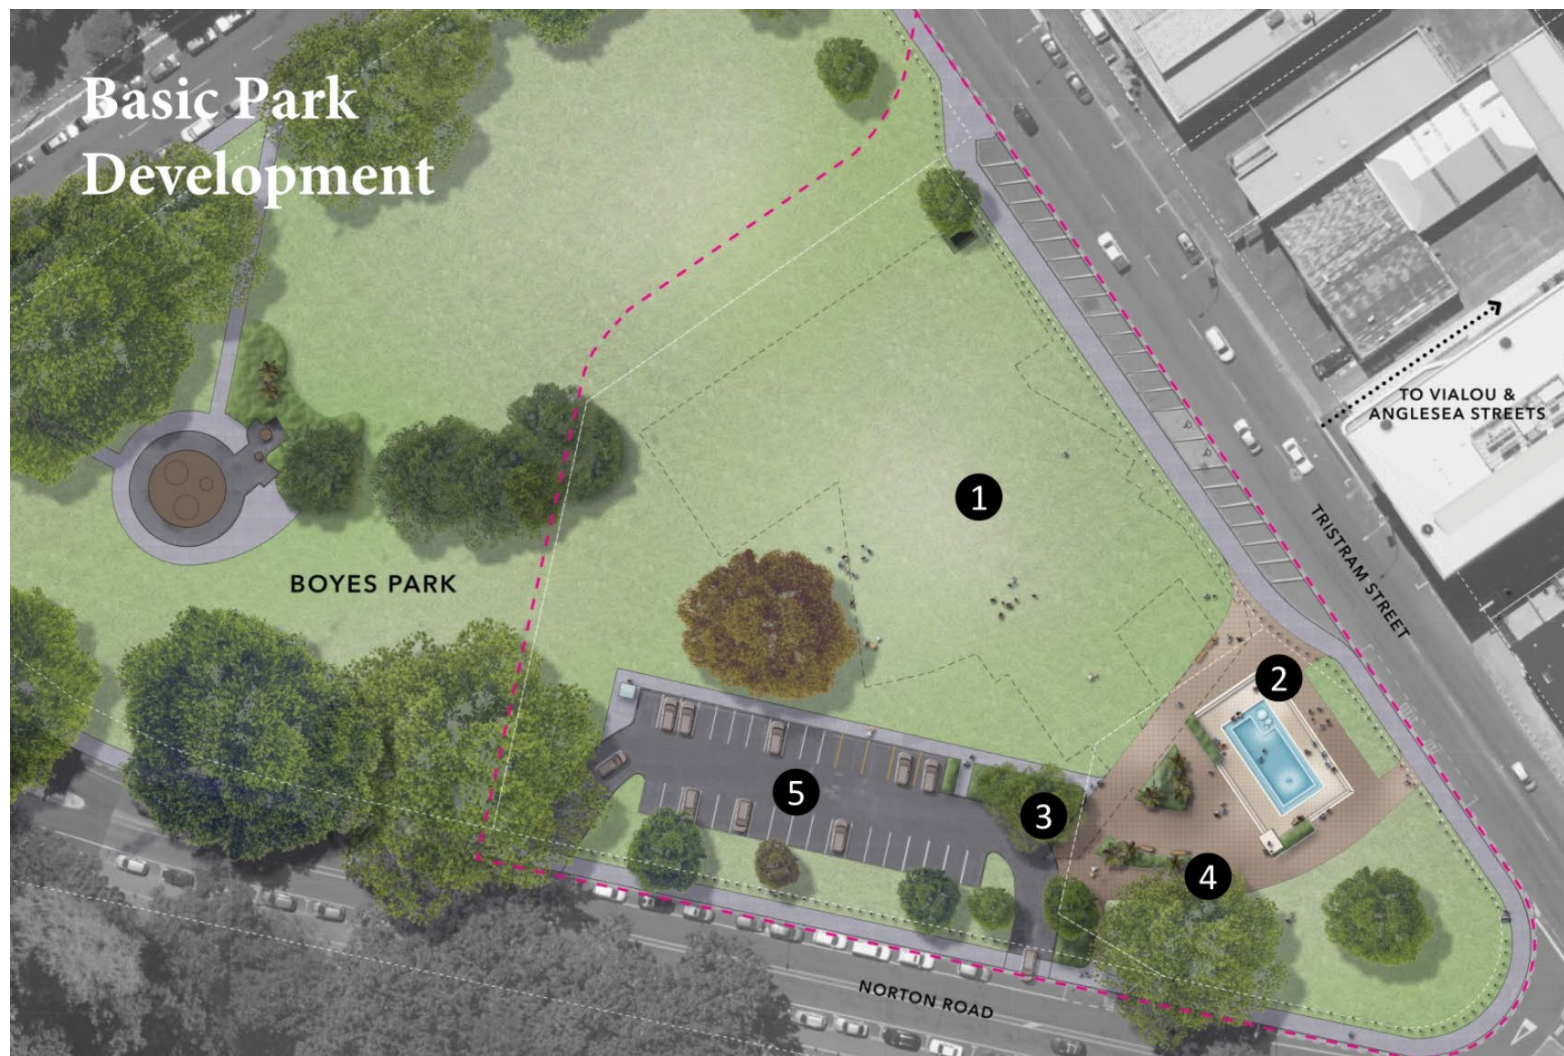 Basic Park
Development
TO VIALOU &
ANGLESEA STREETS
1
TRISTRAM STREET
BOYES PARK
2
5
3
4
NORTON ROAD